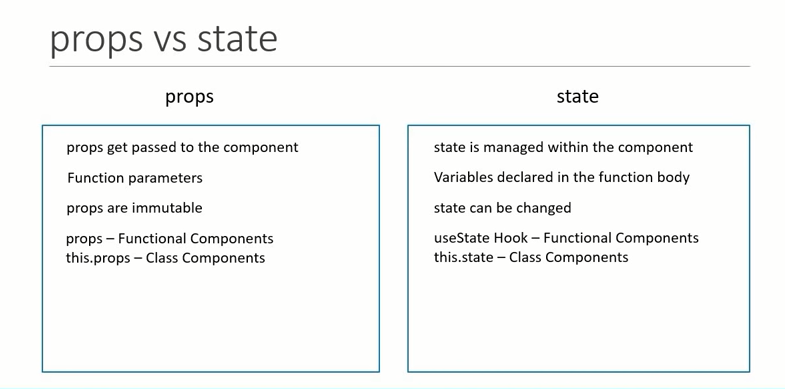 props vs state
props
props get passed to the component
Function parameters
props are immutable
props – Functional Components
this.props – Class Components
state
state is managed within the component
Variables declared in the function body
state can be changed
useState Hook – Functional Components
this.state – Class Components